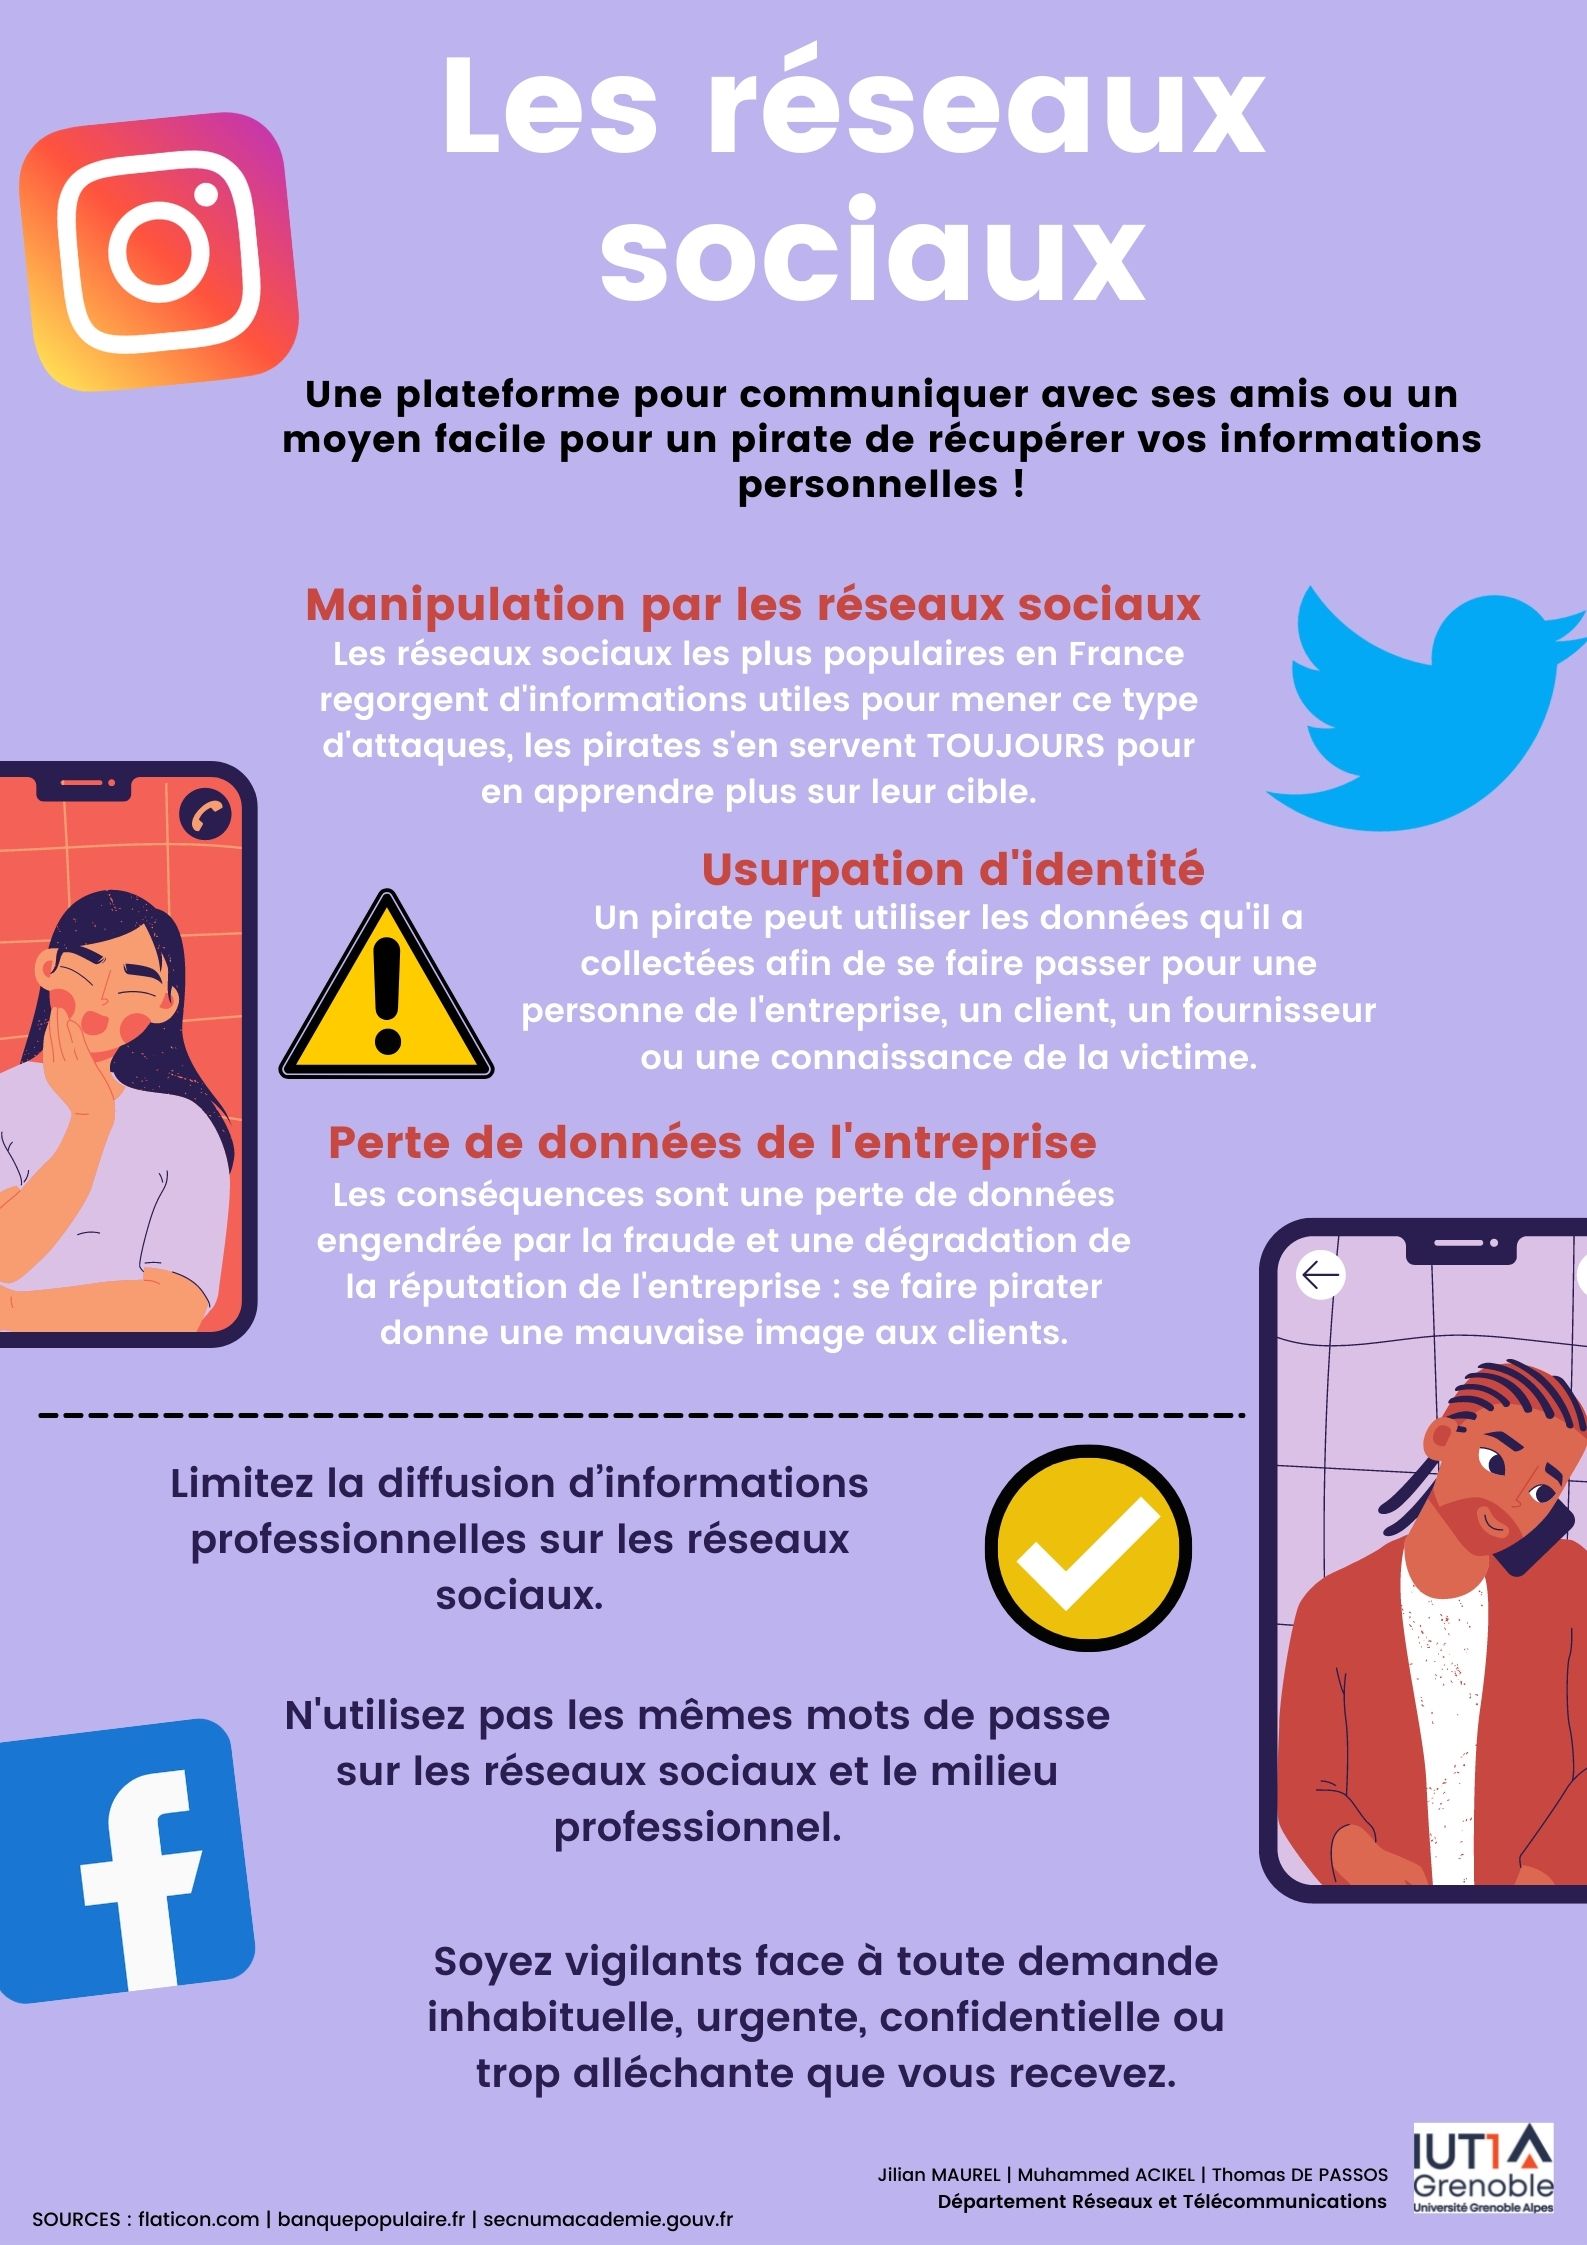 Les réseaux
sociaux
Une plateforme pour communiquer avec ses amis ou un
moyen facile pour un pirate de récupérer vos informations
personnelles !
Manipulation par les réseaux sociaux
Les réseaux sociaux les plus populaires en France
regorgent d'informations utiles pour mener ce type
d'attaques, les pirates s'en servent TOUJOURS pour
en apprendre plus sur leur cible.
Usurpation d'identité
Un pirate peut utiliser les données qu'il a
collectées afin de se faire passer pour une
personne de l'entreprise, un client, un fournisseur
ou une connaissance de la victime.
Perte de données de l'entreprise
Les conséquences sont une perte de données
engendrée par la fraude et une dégradation de
la réputation de l'entreprise : se faire pirater
donne une mauvaise image aux clients.
Limitez la diffusion d’informations
professionnelles sur les réseaux
sociaux.
N'utilisez pas les mêmes mots de passe
sur les réseaux sociaux et le milieu
professionnel.
Soyez vigilants face à toute demande
inhabituelle, urgente, confidentielle ou
trop alléchante que vous recevez.
Jilian MAUREL | Muhammed ACIKEL | Thomas DE PASSOS
Département Réseaux et Télécommunications
IUT1
Grenoble
Université Grenoble Alpes
SOURCES : flaticon.com | banquepopulaire.fr | secnumacademie.gouv.fr